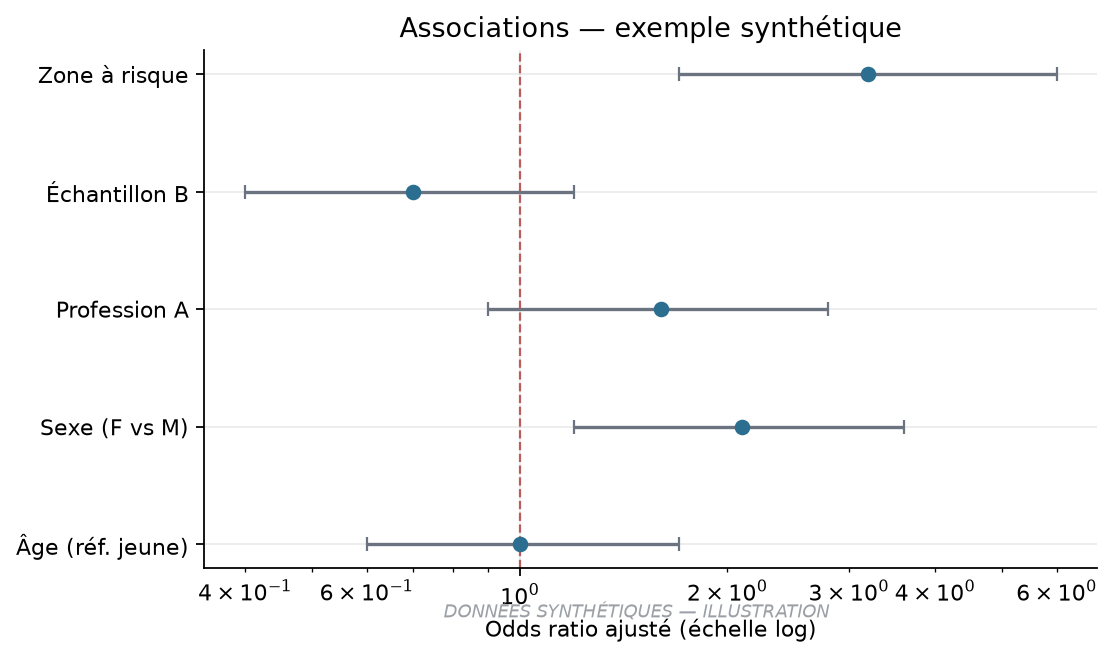 Associations — exemple synthétique
Zone à risque
Échantillon B
Profession A
Sexe (F vs M)
Âge (réf. jeune)
4 × 10⁻¹ 6 × 10⁻¹ 10⁰ 2 × 10⁰ 3 × 10⁰ 4 × 10⁰ 6 × 10⁰
DONNÉES SYNTHÉTIQUES — ILLUSTRATION
Odds ratio ajusté (échelle log)